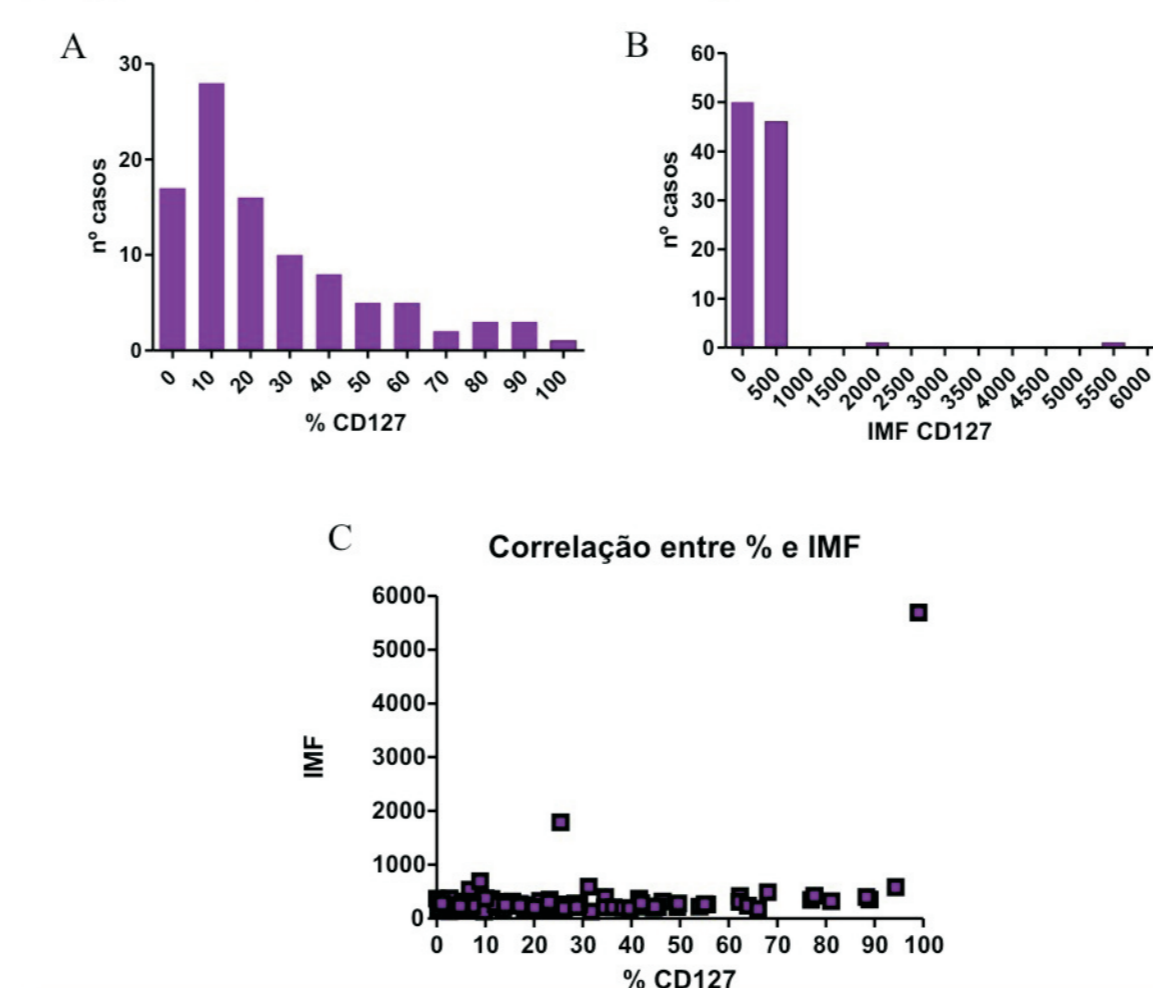 A
30
20
10
0
nº casos
0 10 20 30 40 50 60 70 80 90 100
% CD127
B
60
50
40
30
20
10
0
nº casos
0 500 1000 1500 2000 2500 3000 3500 4000 4500 5000 5500 6000
IMF CD127
C
Correlação entre % e IMF
6000
5000
4000
3000
2000
1000
0
IMF
0 10 20 30 40 50 60 70 80 90 100
% CD127